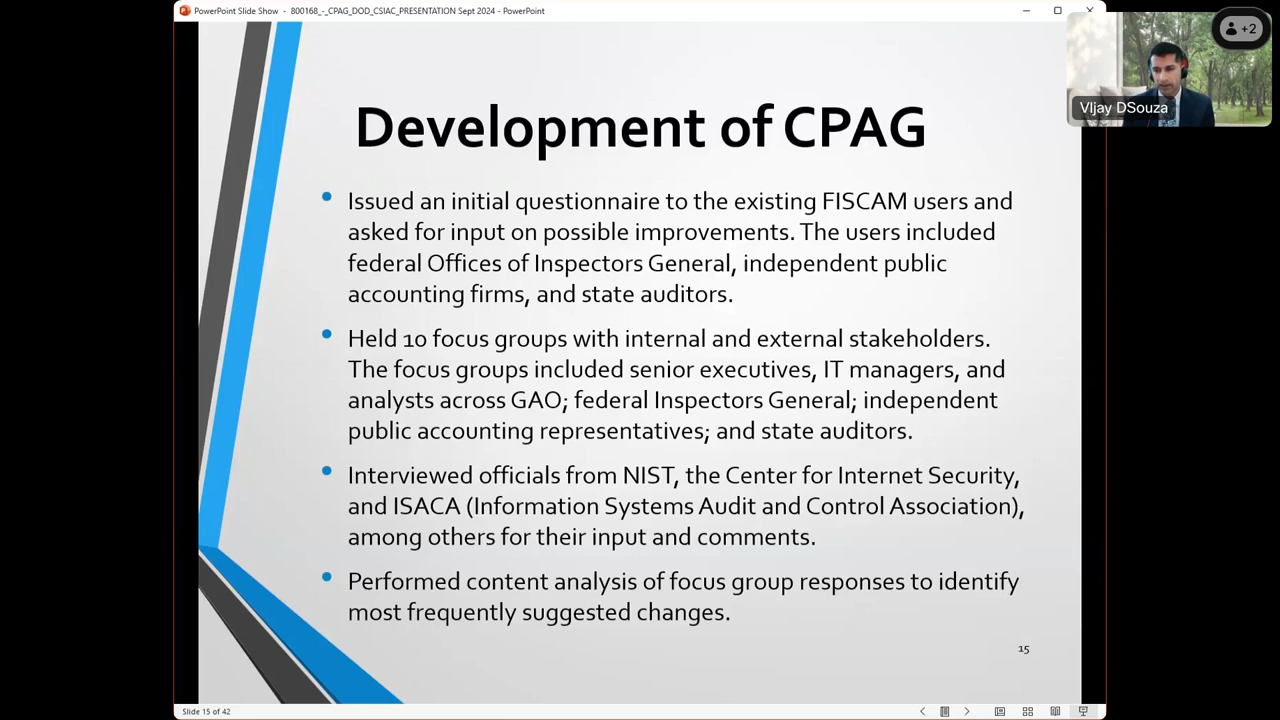 PowerPoint Slide Show - 800168_-_CPAG_DOD_CSIAC_PRESENTATION Sept 2024 - PowerPoint
+2
VIjay DSouza
Development of CPAG
• Issued an initial questionnaire to the existing FISCAM users and
asked for input on possible improvements. The users included
federal Offices of Inspectors General, independent public
accounting firms, and state auditors.
• Held 10 focus groups with internal and external stakeholders.
The focus groups included senior executives, IT managers, and
analysts across GAO; federal Inspectors General; independent
public accounting representatives; and state auditors.
• Interviewed officials from NIST, the Center for Internet Security,
and ISACA (Information Systems Audit and Control Association),
among others for their input and comments.
• Performed content analysis of focus group responses to identify
most frequently suggested changes.
15
Slide 15 of 42